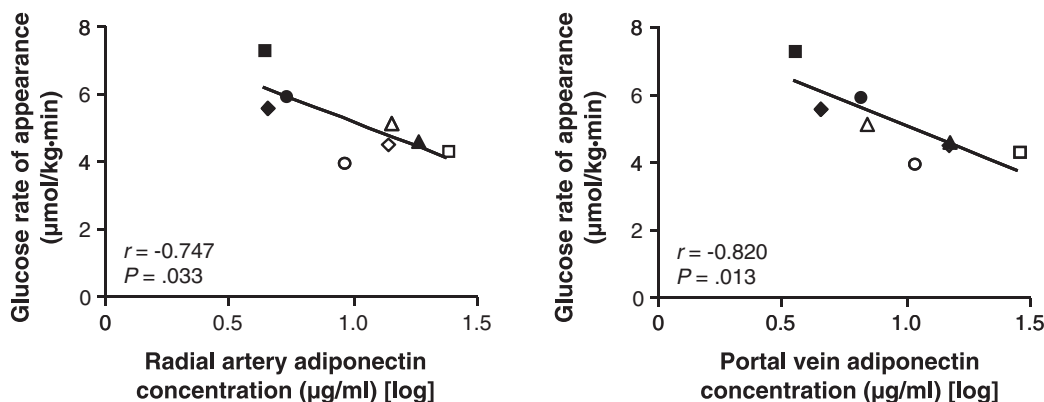 Glucose rate of appearance
(µmol/kg•min)
8
6
4
2
0
r = -0.747
P = .033
0
0.5
1.0
1.5
Radial artery adiponectin
concentration (µg/ml) [log]
Glucose rate of appearance
(µmol/kg•min)
8
6
4
2
0
r = -0.820
P = .013
0
0.5
1.0
1.5
Portal vein adiponectin
concentration (µg/ml) [log]